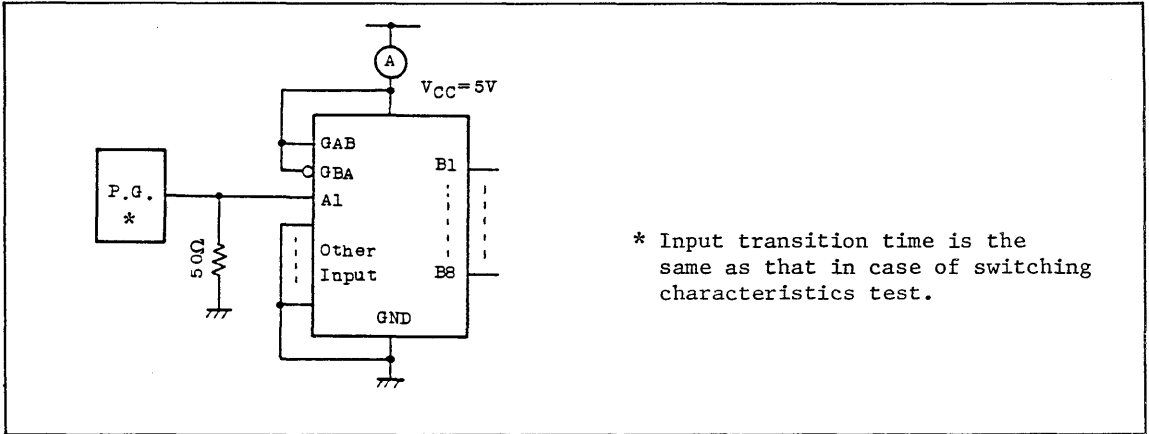 A
VCC=5V
GAB
GBA
A1
P.G.
*
50Ω
Other
Input
B1
B8
GND
* Input transition time is the
same as that in case of switching
characteristics test.